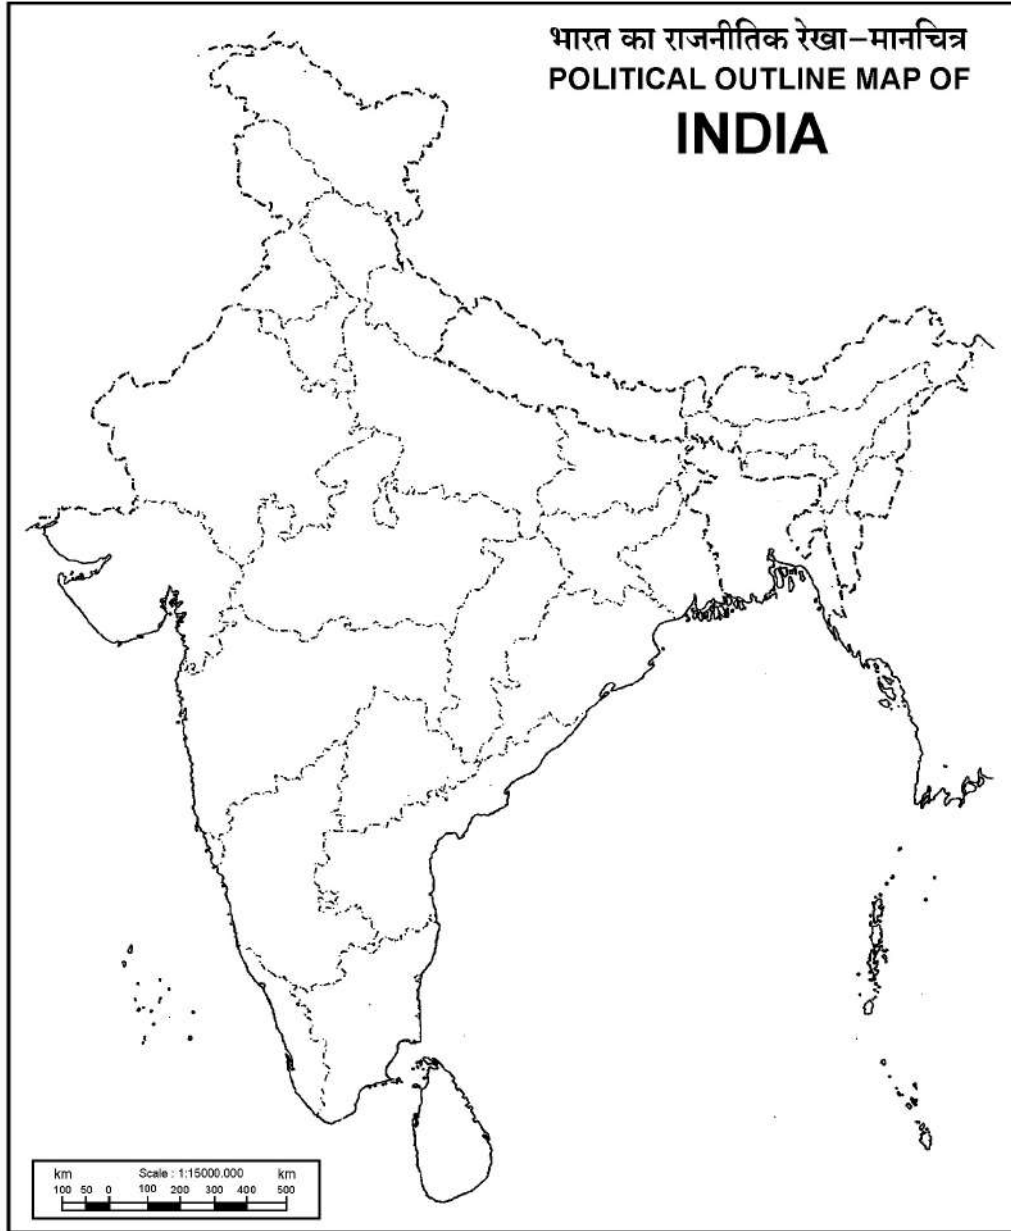 भारत का राजनीतिक रेखा–मानचित्र
POLITICAL OUTLINE MAP OF
INDIA
km Scale : 1:15000.000 km
100 50 0 100 200 300 400 500